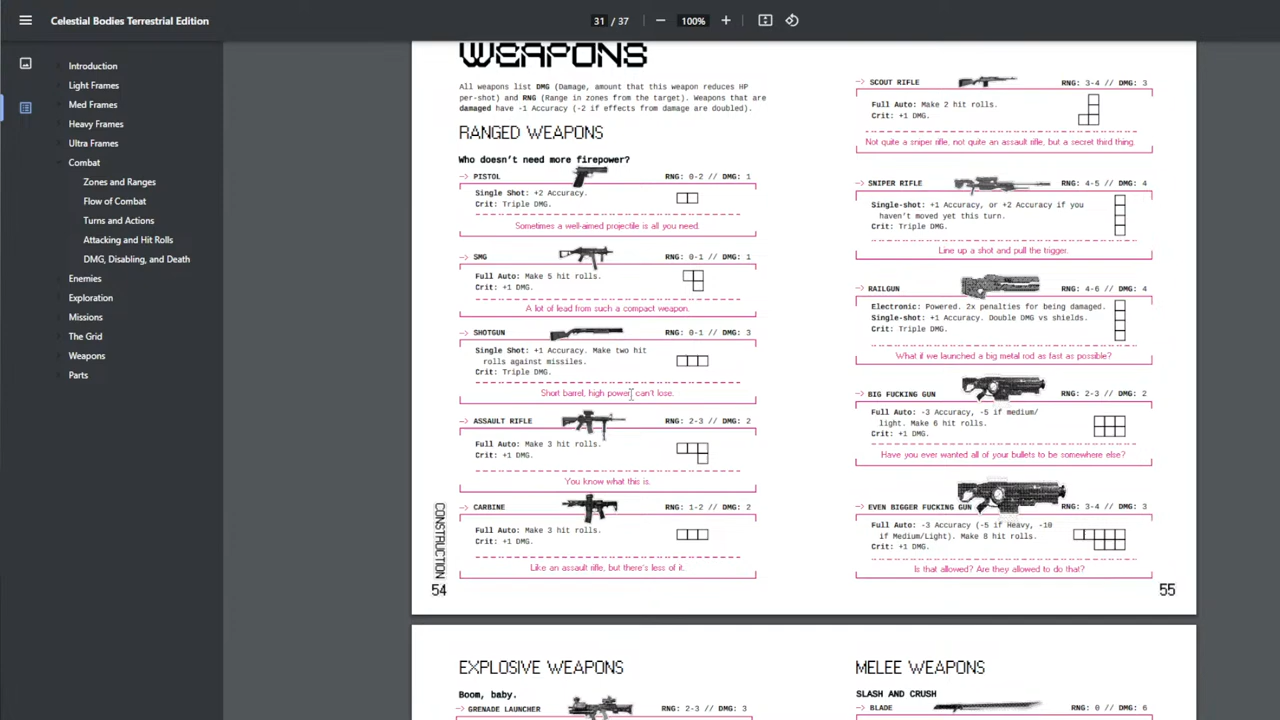 Celestial Bodies Terrestrial Edition
31 / 37
100%
Introduction
Light Frames
Med Frames
Heavy Frames
Ultra Frames
Combat
Zones and Ranges
Flow of Combat
Turns and Actions
Attacking and Hit Rolls
DMG, Disabling, and Death
Enemies
Exploration
Missions
The Grid
Weapons
Parts
WEAPONS
All weapons list DMG (Damage, amount that this weapon reduces HP
per-shot) and RNG (Range in zones from the target). Weapons that are
damaged have -1 Accuracy (-2 if effects from damage are doubled).
RANGED WEAPONS
Who doesn't need more firepower?
PISTOL RNG: 0-2 // DMG: 1
Single Shot: +2 Accuracy.
Crit: Triple DMG.
Sometimes a well-aimed projectile is all you need.
SMG RNG: 0-1 // DMG: 1
Full Auto: Make 5 hit rolls.
Crit: +1 DMG.
A lot of lead from such a compact weapon.
SHOTGUN RNG: 0-1 // DMG: 3
Single Shot: +1 Accuracy. Make two hit
rolls against missiles.
Crit: Triple DMG.
Short barrel, high power, can't lose.
ASSAULT RIFLE RNG: 2-3 // DMG: 2
Full Auto: Make 3 hit rolls.
Crit: +1 DMG.
You know what this is.
CARBINE RNG: 1-2 // DMG: 2
Full Auto: Make 3 hit rolls.
Crit: +1 DMG.
Like an assault rifle, but there's less of it.
CONSTRUCTION
54
SCOUT RIFLE RNG: 3-4 // DMG: 3
Full Auto: Make 2 hit rolls.
Crit: +1 DMG.
Not quite a sniper rifle, not quite an assault rifle, but a secret third thing.
SNIPER RIFLE RNG: 4-5 // DMG: 4
Single-shot: +1 Accuracy, or +2 Accuracy if you
haven't moved yet this turn.
Crit: Triple DMG.
Line up a shot and pull the trigger.
RAILGUN RNG: 4-6 // DMG: 4
Electronic: Powered. 2x penalties for being damaged.
Single-shot: +1 Accuracy. Double DMG vs shields.
Crit: Triple DMG.
What if we launched a big metal rod as fast as possible?
BIG FUCKING GUN RNG: 2-3 // DMG: 2
Full Auto: -3 Accuracy, -5 if medium/
light. Make 6 hit rolls.
Crit: +1 DMG.
Have you ever wanted all of your bullets to be somewhere else?
EVEN BIGGER FUCKING GUN RNG: 3-4 // DMG: 3
Full Auto: -3 Accuracy (-5 if Heavy, -10
if Medium/Light). Make 8 hit rolls.
Crit: +1 DMG.
Is that allowed? Are they allowed to do that?
55
EXPLOSIVE WEAPONS
Boom, baby.
GRENADE LAUNCHER RNG: 2-3 // DMG: 3
MELEE WEAPONS
SLASH AND CRUSH
BLADE RNG: 0 // DMG: 6